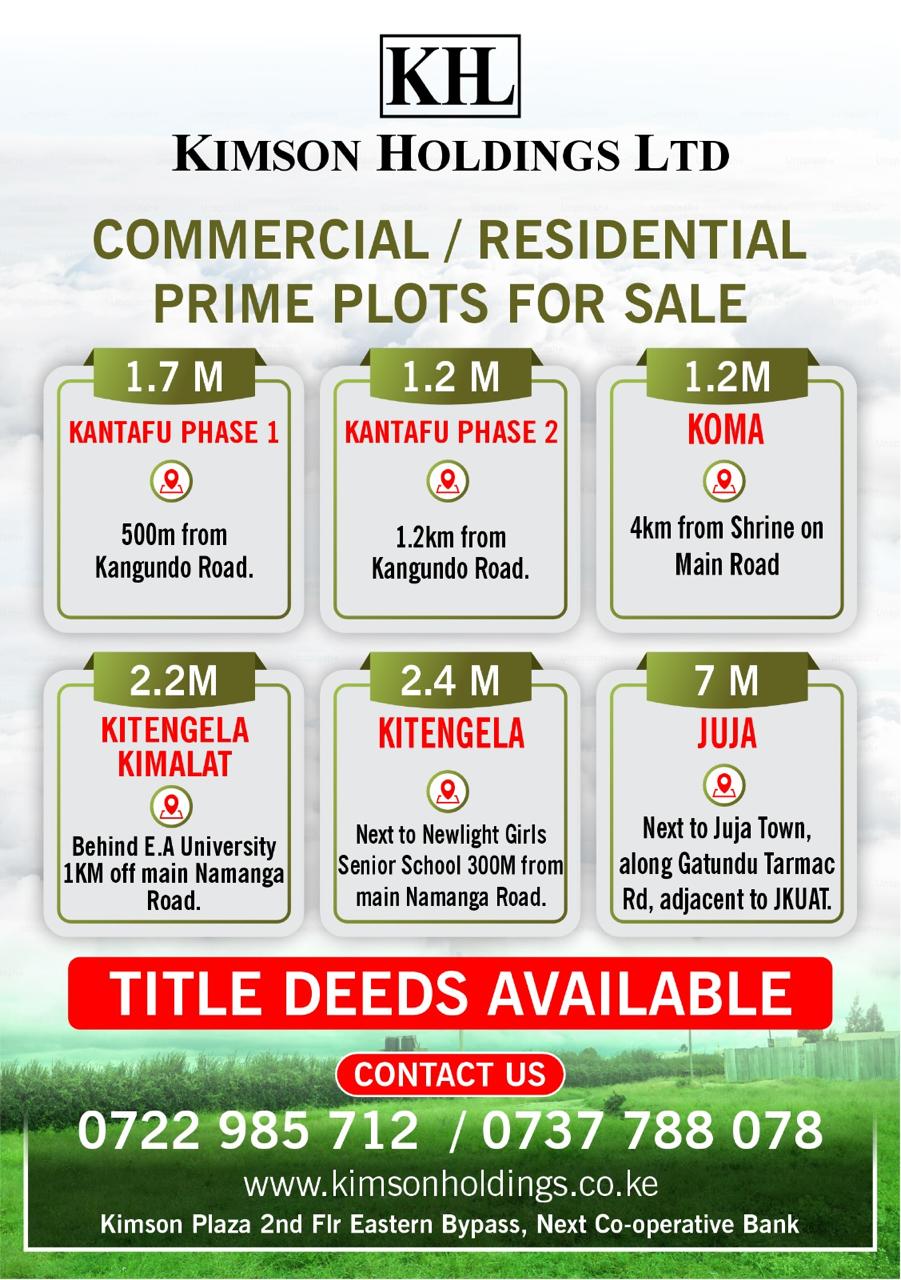 KHL
KIMSON HOLDINGS LTD
COMMERCIAL / RESIDENTIAL
PRIME PLOTS FOR SALE
1.7 M
KANTAFU PHASE 1
500m from
Kangundo Road.
1.2 M
KANTAFU PHASE 2
1.2km from
Kangundo Road.
1.2M
KOMA
4km from Shrine on
Main Road
2.2M
KITENGELA
KIMALAT
Behind E.A University
1KM off main Namanga
Road.
2.4 M
KITENGELA
Next to Newlight Girls
Senior School 300M from
main Namanga Road.
7 M
JUJA
Next to Juja Town,
along Gatundu Tarmac
Rd, adjacent to JKUAT.
TITLE DEEDS AVAILABLE
CONTACT US
0722 985 712 / 0737 788 078
www.kimsonholdings.co.ke
Kimson Plaza 2nd Flr Eastern Bypass, Next Co-operative Bank